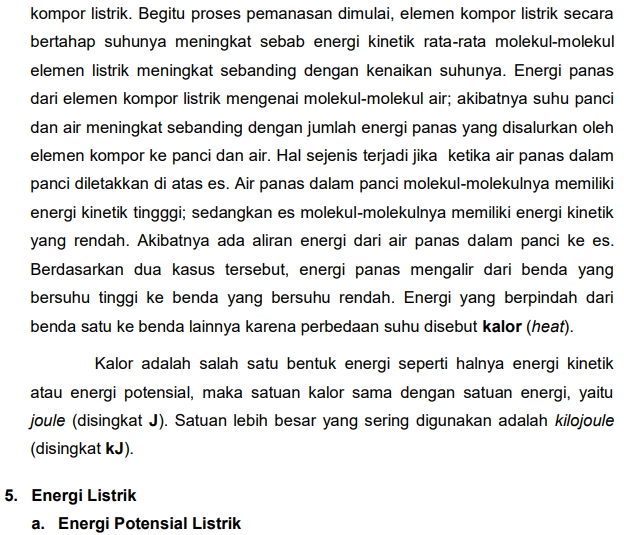 kompor listrik. Begitu proses pemanasan dimulai, elemen kompor listrik secara
bertahap suhunya meningkat sebab energi kinetik rata-rata molekul-molekul
elemen listrik meningkat sebanding dengan kenaikan suhunya. Energi panas
dari elemen kompor listrik mengenai molekul-molekul air; akibatnya suhu panci
dan air meningkat sebanding dengan jumlah energi panas yang disalurkan oleh
elemen kompor ke panci dan air. Hal sejenis terjadi jika ketika air panas dalam
panci diletakkan di atas es. Air panas dalam panci molekul-molekulnya memiliki
energi kinetik tingggi; sedangkan es molekul-molekulnya memiliki energi kinetik
yang rendah. Akibatnya ada aliran energi dari air panas dalam panci ke es.
Berdasarkan dua kasus tersebut, energi panas mengalir dari benda yang
bersuhu tinggi ke benda yang bersuhu rendah. Energi yang berpindah dari
benda satu ke benda lainnya karena perbedaan suhu disebut kalor (heat).
Kalor adalah salah satu bentuk energi seperti halnya energi kinetik
atau energi potensial, maka satuan kalor sama dengan satuan energi, yaitu
joule (disingkat J). Satuan lebih besar yang sering digunakan adalah kilojoule
(disingkat kJ).
5. Energi Listrik
a. Energi Potensial Listrik